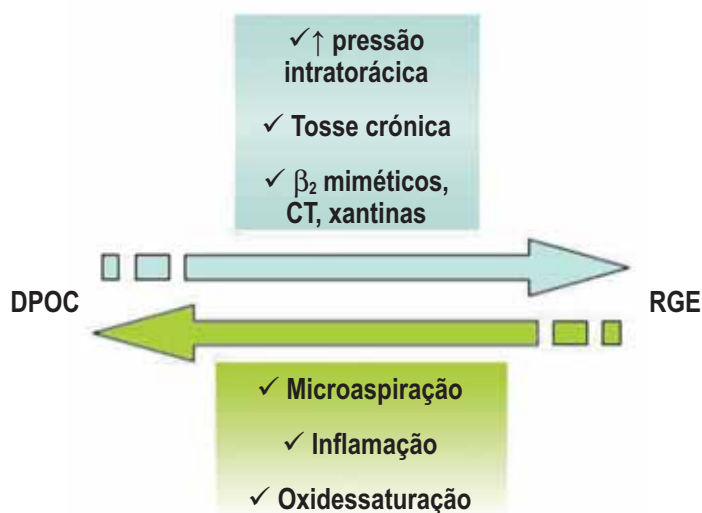 ✓↑ pressão
intratorácica
✓ Tosse crónica
✓ β₂ miméticos,
CT, xantinas
DPOC
RGE
✓ Microaspiração
✓ Inflamação
✓ Oxidessaturação